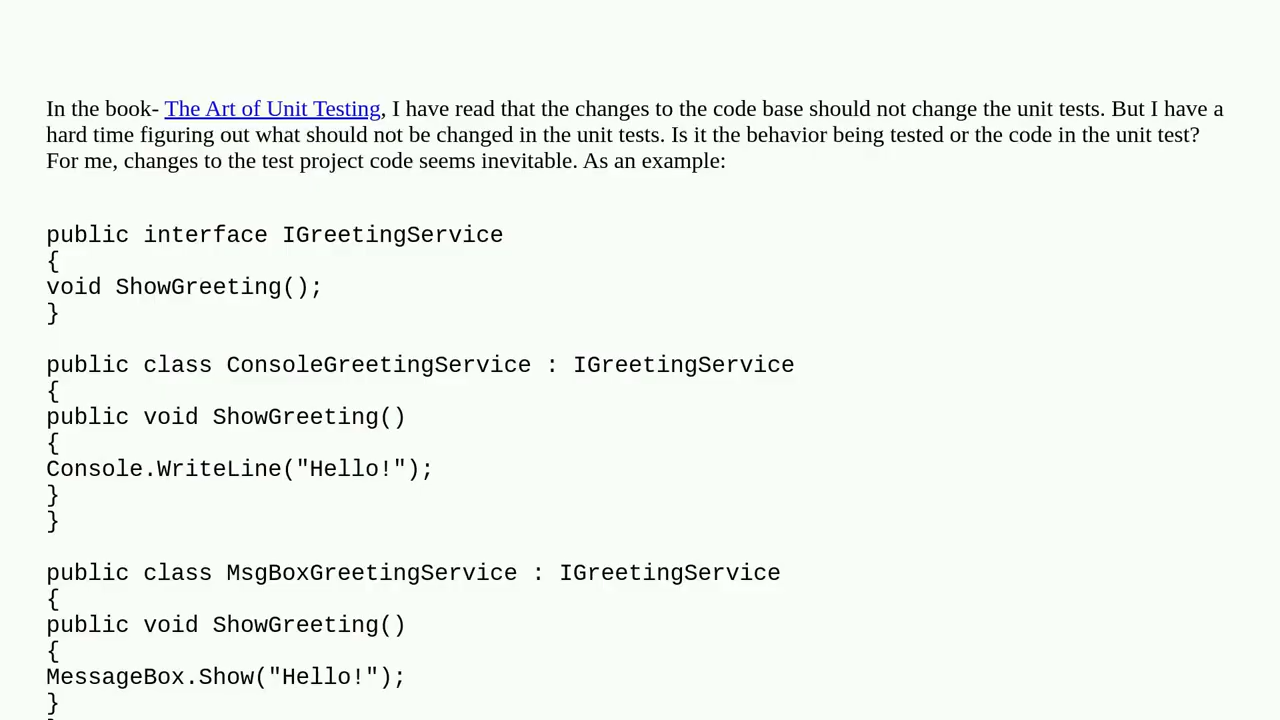 In the book- The Art of Unit Testing, I have read that the changes to the code base should not change the unit tests. But I have a
hard time figuring out what should not be changed in the unit tests. Is it the behavior being tested or the code in the unit test?
For me, changes to the test project code seems inevitable. As an example:
public interface IGreetingService
{
void ShowGreeting();
}
public class ConsoleGreetingService : IGreetingService
{
public void ShowGreeting()
{
Console.WriteLine("Hello!");
}
}
public class MsgBoxGreetingService : IGreetingService
{
public void ShowGreeting()
{
MessageBox.Show("Hello!");
}